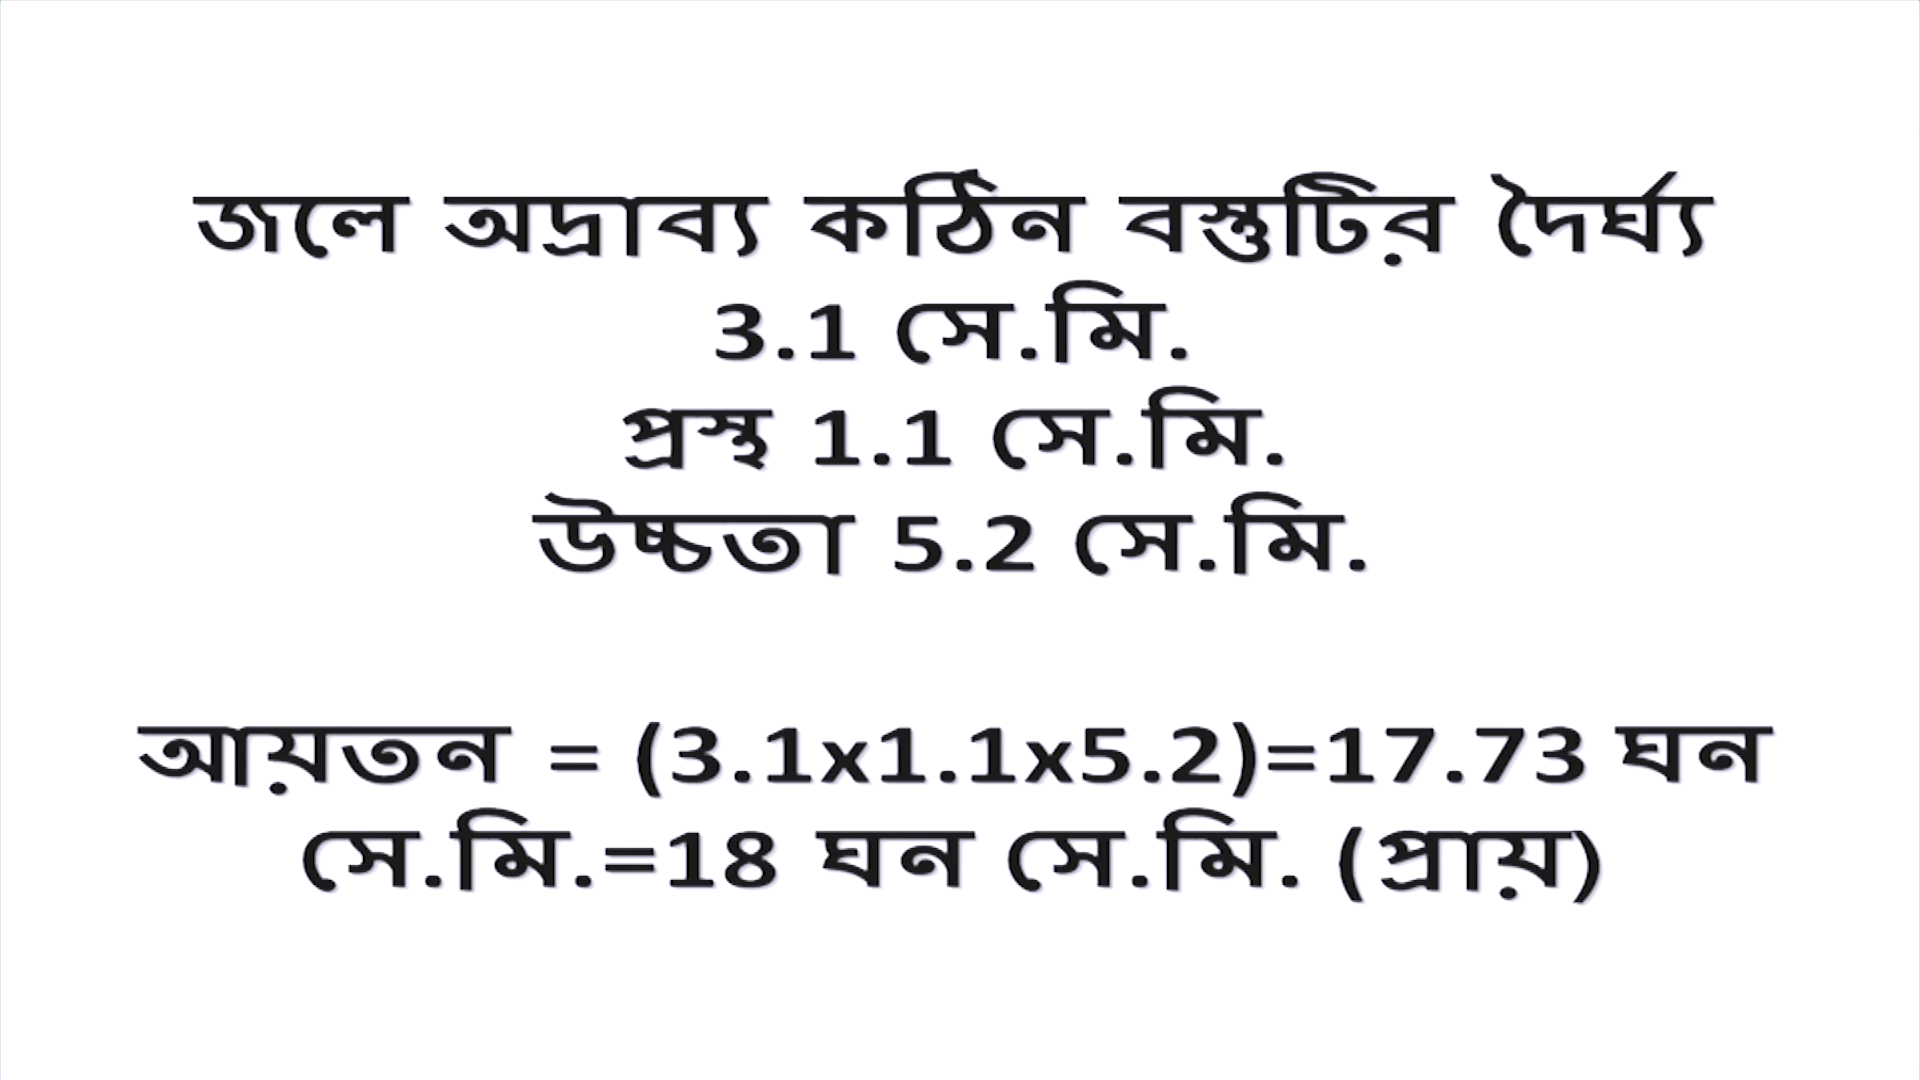 জলে অদ্রাব্য কঠিন বস্তুটির দৈর্ঘ্য
3.1 সে.মি.
প্রস্থ 1.1 সে.মি.
উচ্চতা 5.2 সে.মি.
আয়তন = (3.1x1.1x5.2)=17.73 ঘন
সে.মি.=18 ঘন সে.মি. (প্রায়)